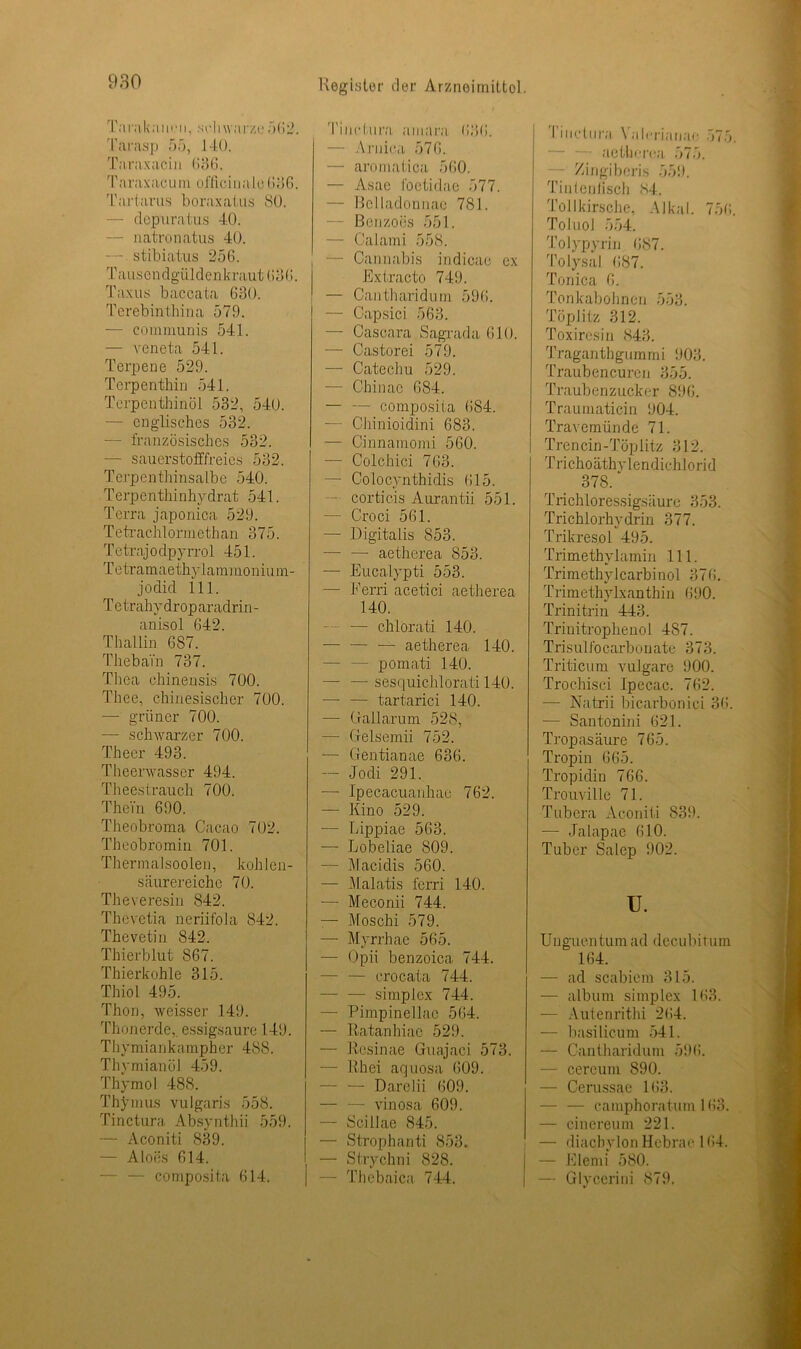 930
Register der Arzneimittel.
Tarakanen, schwarze 562.
Tarasp 55, 140.
Taraxacin 636.
Taraxacum officinale 636.
Tartarus boraxatus 80.
— depuratus 40.
— natronatus 40.
— stibiatus 256.
Tausendgüldenkraut 636.
Taxus baccata 630.
Terebinthina 579.
— communis 541.
— veneta 541.
Terpene 529.
Terpenthin 541.
Terpenthinöl 532, 540.
— englisches 532.
— französisches 532.
— sauerstofffreies 532.
Terpenthinsalbe 540.
Terpenthinhydrat 541.
Terra japonica 529.
Tetrachlormethan 375.
Tetrajodpyrrol 451.
Tetramaethylammonium-
jodid 111.
Tetrahydroparadrin-
anisol 642.
Thallin 687.
Thebaïn 737.
Thea chinensis 700.
Thee, chinesischer 700.
— grüner 700.
— schwarzer 700.
Theer 493.
Theerwasser 494.
Theestrauch 700.
Theïn 690.
Theobroma Cacao 702.
Theobromin 701.
Thermalsoolen, kohlen-
säurereiche 70.
Theveresin 842.
Thevetia neriifola 842.
Thevetin 842.
Thierblut 867.
Thierkohle 315.
Thiol 495.
Thon, weisser 149.
Thonerde, essigsaure 149.
Thymiankampher 488.
Thymianöl 459.
Thymol 488.
Thymus vulgaris 558.
Tinctura Absynthii 559.
— Aconiti 839.
— Aloës 614.
— — composita 614.
Tinctura amara 636.
— Arnica 576.
— aromatica 560.
— Asae foetidae 577.
— Belladonnae 781.
— Benzoës 551.
— Calami 558.
— Cannabis indicae ex
Extracto 749.
— Cantharidum 596.
— Capsici 563.
— Cascara Sagrada 610.
— Castorei 579.
— Catechu 529.
— Chinae 684.
— — composita 684.
— Chinioidini 683.
— Cinnamomi 560.
— Colchici 763.
— Colocynthidis 615.
— corticis Aurantii 551.
— Croci 561.
— Digitalis 853.
— — aetherea 853.
— Eucalypti 553.
— Ferri acetici aetherea
140.
— — chlorati 140.
— — — aetherea 140.
— — pomati 140.
— — sesquichlorati 140.
— — tartarici 140.
— Gallarum 528.
— Gelsemii 752.
— Gentianae 636.
— Jodi 291.
— Ipecacuanhae 762.
— Kino 529.
— Lippiae 563.
— Lobeliae 809.
— Macidis 560.
— Malatis ferri 140.
— Meconii 744.
— Moschi 579.
— Myrrhae 565.
— Opii benzoica 744.
— — crocata 744.
— — simplex 744.
— Pimpinellae 564.
— Ratanhiae 529.
— Resinae Guajaci 573.
— Rhei aquosa 609.
— — Darelii 609.
— — vinosa 609.
— Scillae 845.
— Strophanti 853.
— Strychni 828.
— Thebaica 744.
Tinctura Valerianae 575.
— — aetherea 575.
— Zingiberis 559.
Tintenfisch 84.
Tollkirsche, Alkal. 756.
Toluol 554.
Tolypyrin 687.
Tolysal 687.
Tonica 6.
Tonkabohnen 553.
Töplitz 312.
Toxiresin 843.
Traganthgummi 903.
Traubencuren 355.
Traubenzucker 896.
Traumaticin 904.
Travemünde 71.
Trencin-Töplitz 312.
Trichoäthylendichlorid
378.
Trichloressigsäure 353.
Trichlorhydrin 377.
Trikresol 495.
Trimethylamin 111.
Trimethylcarbinol 376.
Trimethylxanthin 690.
Trinitrin 443.
Trinitrophenol 487.
Trisulfocarbonate 373.
Triticum vulgare 900.
Trochisci Ipecac. 762.
— Natrii bicarbonici 36.
— Santonini 621.
Tropasäure 765.
Tropin 665.
Tropidin 766.
Trouville 71.
Tubera Aconiti 839.
— Jalapae 610.
Tuber Salep 902.
U.
Unguentum ad decubitum
164.
— ad scabiem 315.
— album simplex 163.
— Autenrithi 264.
— basilicum 541.
— Cantharidum 596.
— cereum 890.
— Cerussae 163.
— — camphoratum 163.
— cinereum 221.
— diachylon Hebrae 164.
— Elemi 580.
— Glycerini 879.